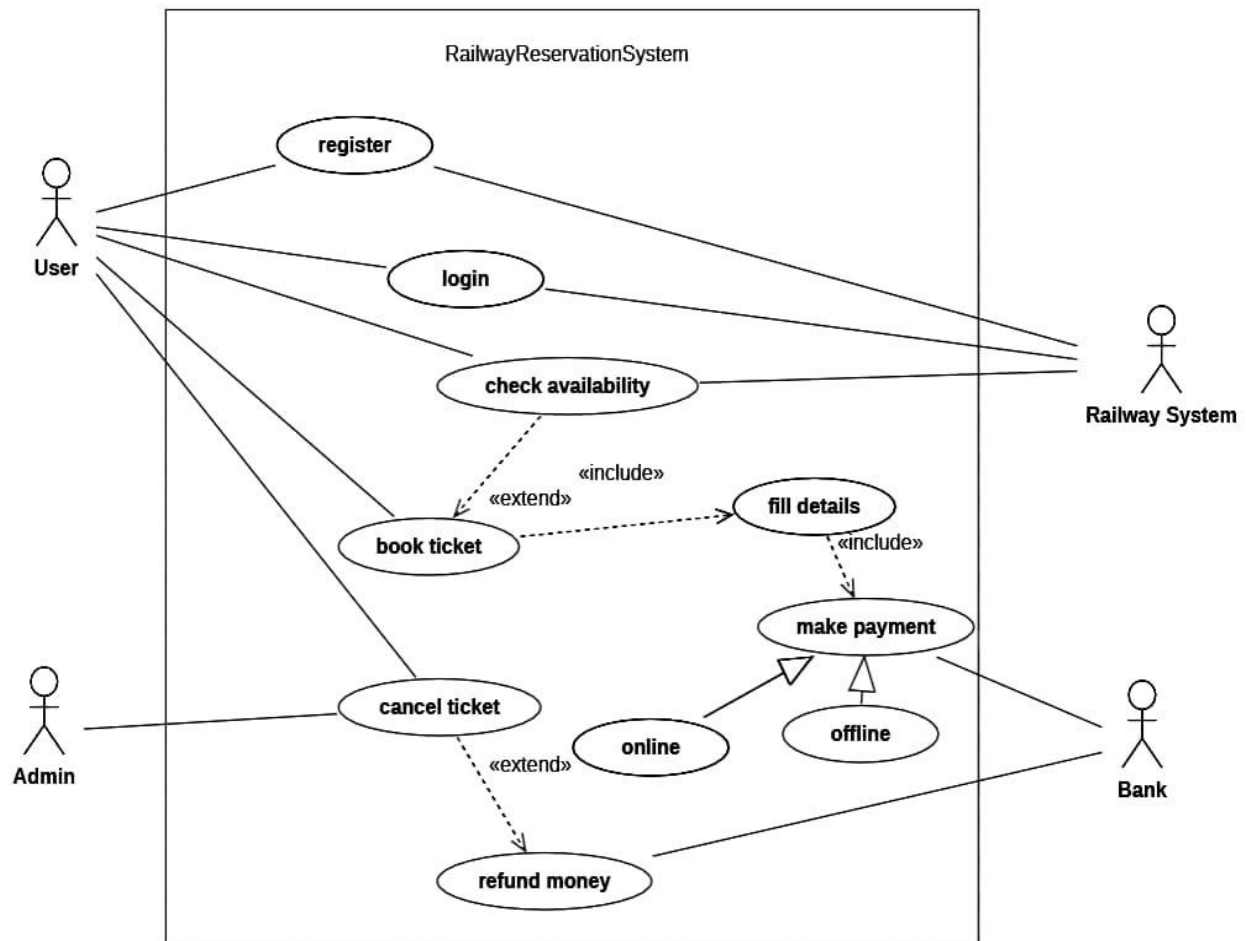 RailwayReservationSystem
register
User
login
check availability
Railway System
«include»
«extend»
fill details
«include»
book ticket
make payment
cancel ticket
online
offline
«extend»
Admin
Bank
refund money